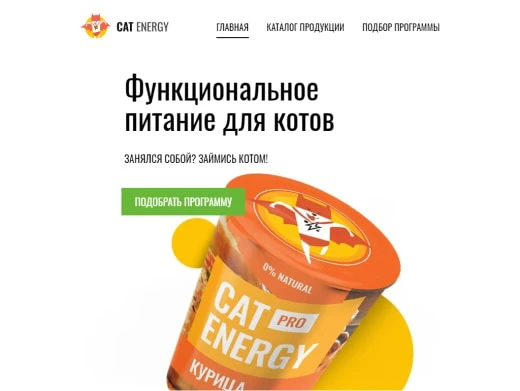 CAT ENERGY
ГЛАВНАЯ
КАТАЛОГ ПРОДУКЦИИ
ПОДБОР ПРОГРАММЫ
Функциональное
питание для котов
ЗАНЯЛСЯ СОБОЙ? ЗАЙМИСЬ КОТОМ!
ПОДОБРАТЬ ПРОГРАММУ
0% NATURAL
CAT
PRO
ENERGY
КУРИЦА